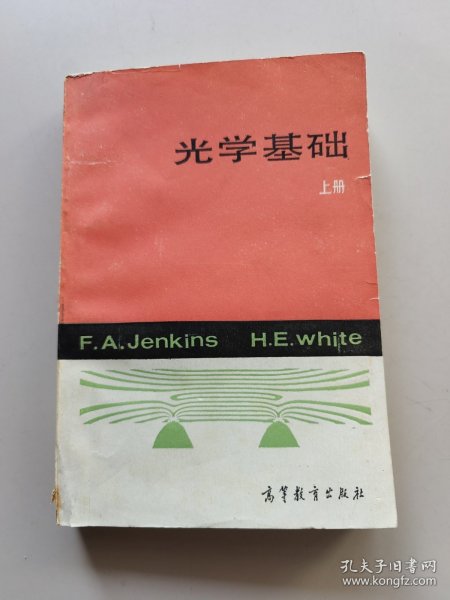 光学基础
上册
F.A.Jenkins H.E.white
高等教育出版社
孔夫子旧书网
www.kongfz.com